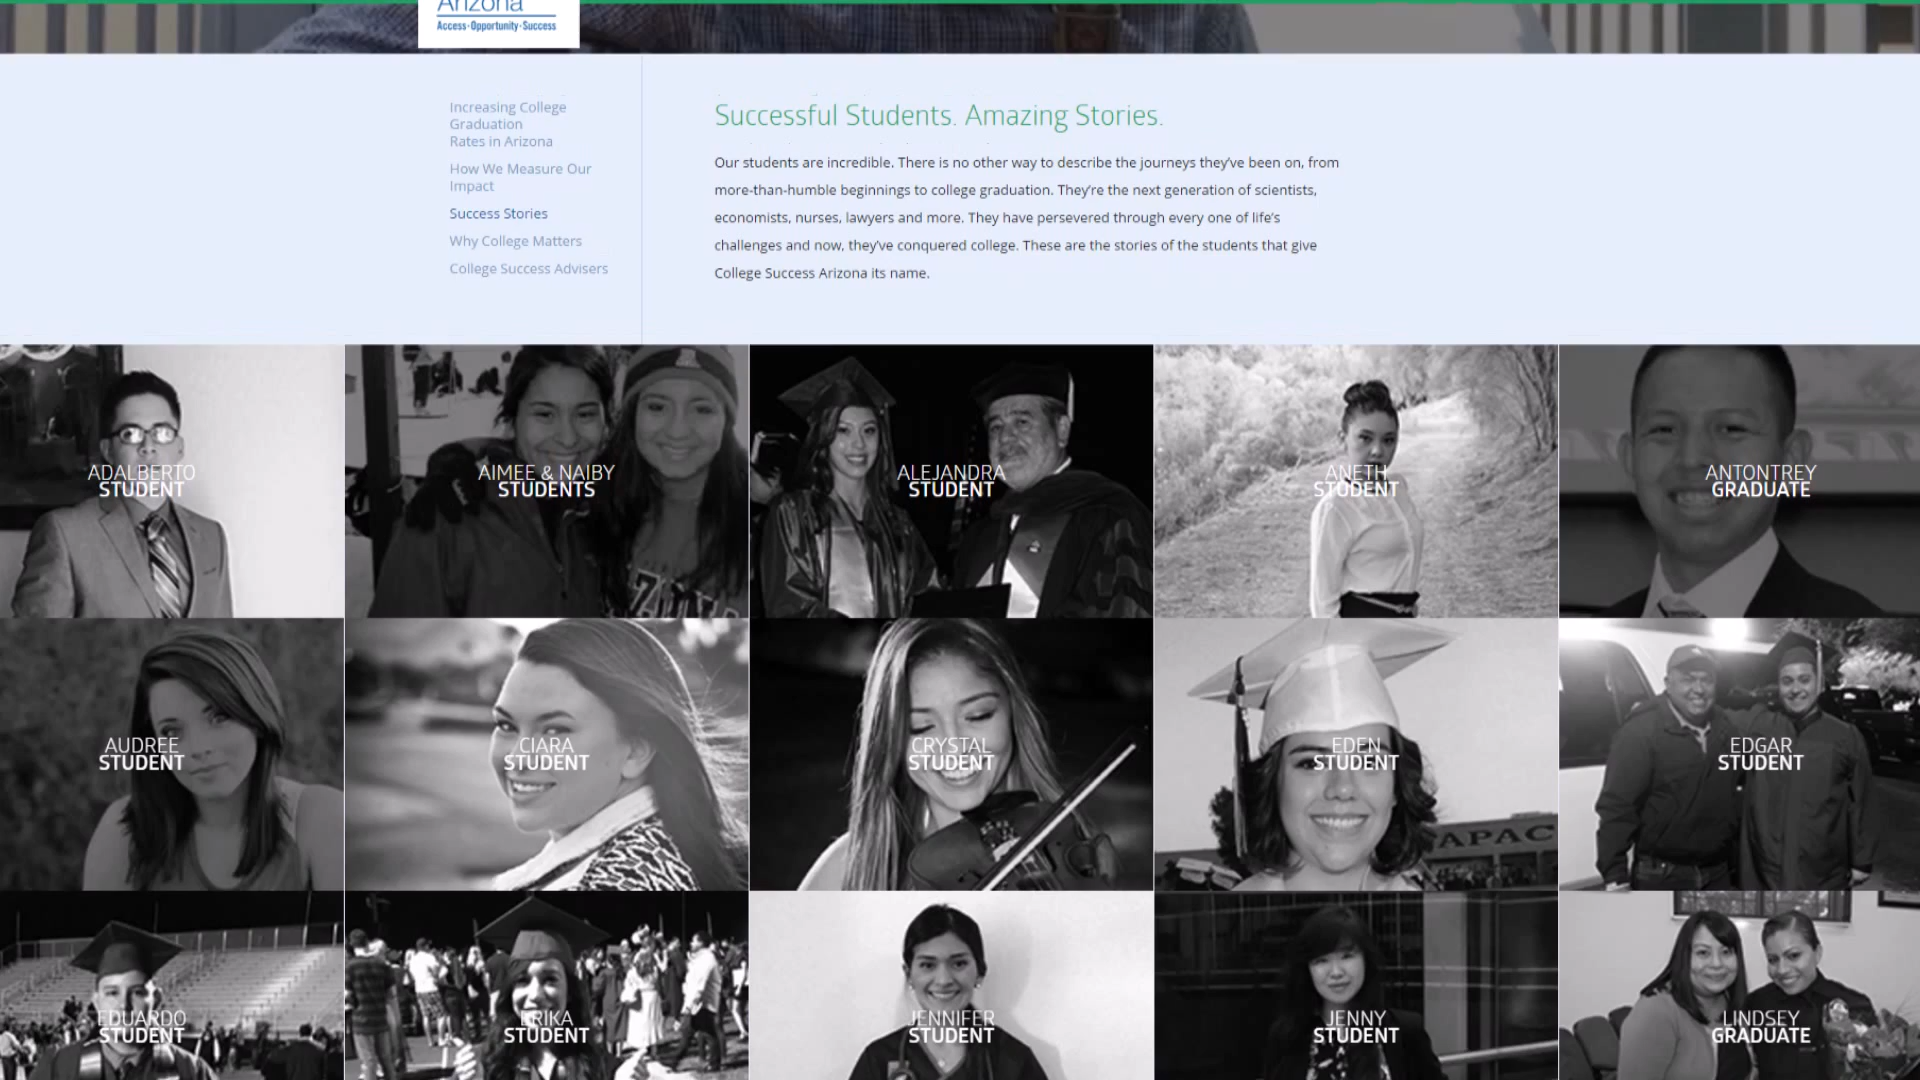 Arizona
Access·Opportunity·Success
Increasing College
Graduation
Rates in Arizona
How We Measure Our
Impact
Success Stories
Why College Matters
College Success Advisers
Successful Students. Amazing Stories.
Our students are incredible. There is no other way to describe the journeys they've been on, from
more-than-humble beginnings to college graduation. They're the next generation of scientists,
economists, nurses, lawyers and more. They have persevered through every one of life's
challenges and now, they've conquered college. These are the stories of the students that give
College Success Arizona its name.
ADALBERTO
STUDENT
AIMEE & NAIBY
STUDENTS
ALEJANDRA
STUDENT
ANETH
STUDENT
ANTONTREY
GRADUATE
AUDREE
STUDENT
CIARA
STUDENT
CRYSTAL
STUDENT
EDEN
STUDENT
APAC
EDGAR
STUDENT
EDUARDO
STUDENT
ERIKA
STUDENT
JENNIFER
STUDENT
JENNY
STUDENT
LINDSEY
GRADUATE